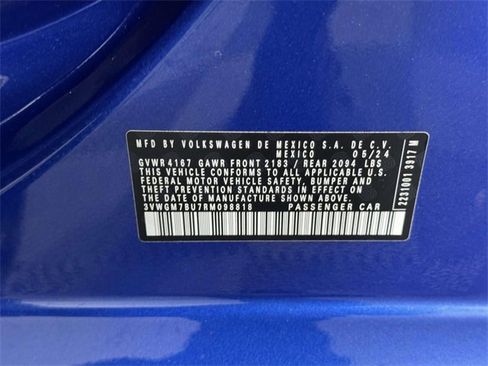 MFD BY VOLKSWAGEN DE MEXICO S.A. DE C.V.
MEXICO 05/24
GVWR 4167 GAWR FRONT 2183 / REAR 2094 LBS
THIS VEHICLE CONFORMS TO ALL APPLICABLE U.S.
FEDERAL MOTOR VEHICLE SAFETY, BUMPER AND
THEFT PREVENTION STANDARDS IN EFFECT ON THE
DATE OF MANUFACTURE SHOWN ABOVE.
3VWGM7BU7RM098818 PASSENGER CAR
2231001 3917 M